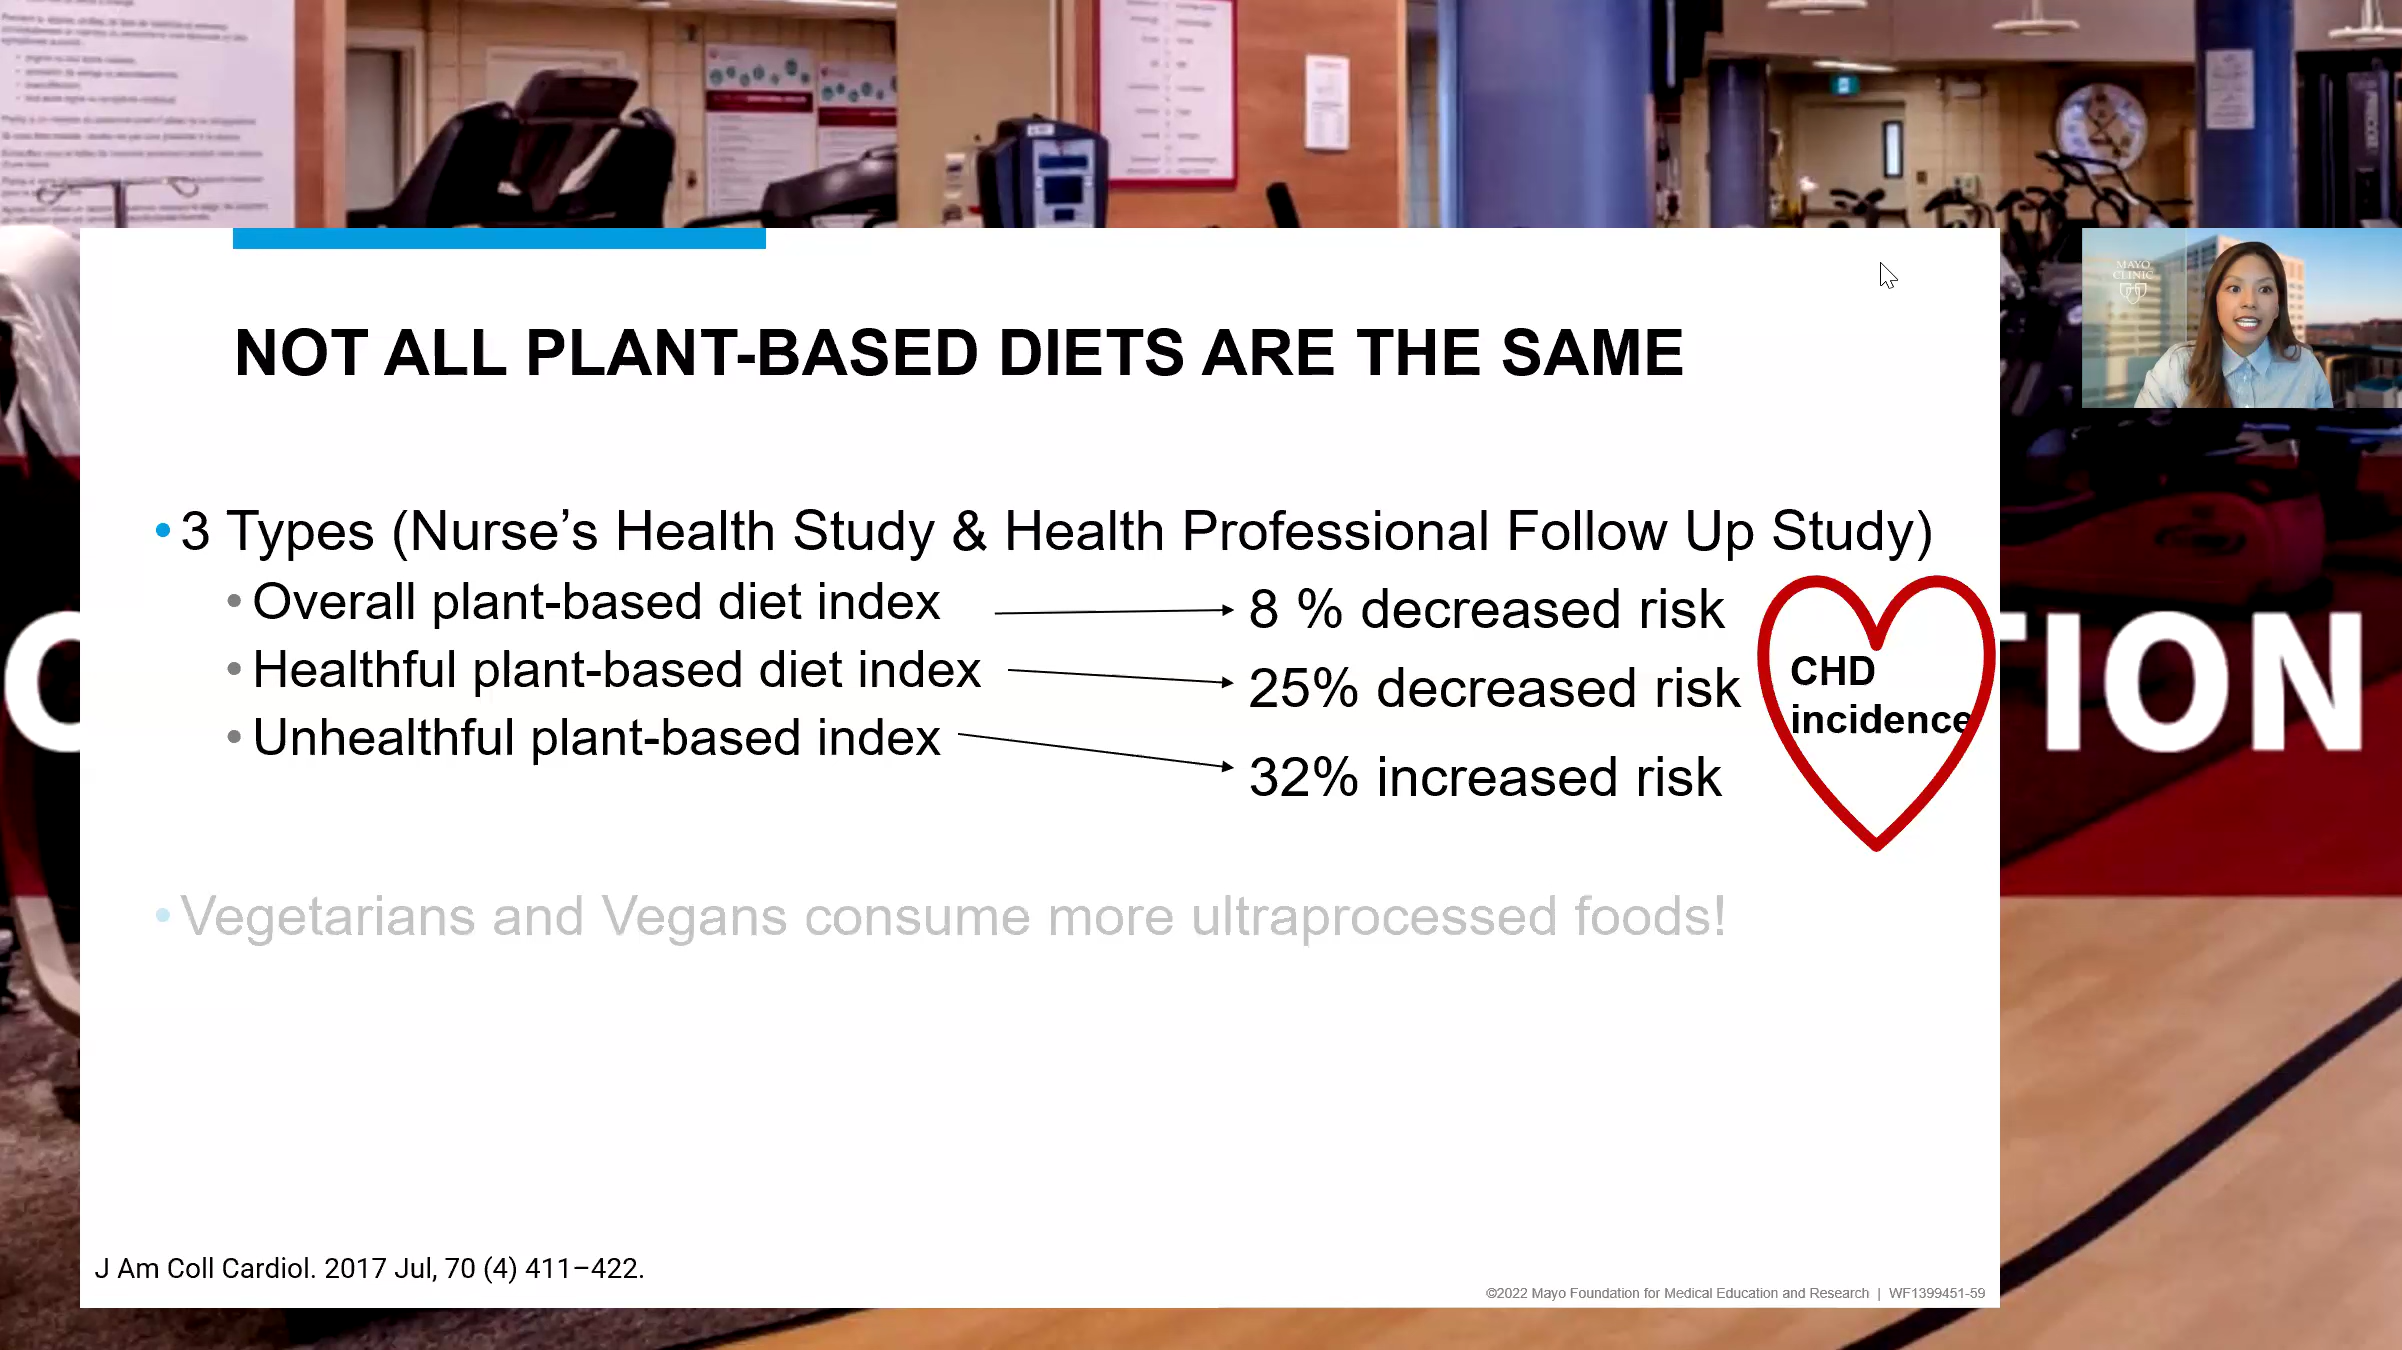 NOT ALL PLANT-BASED DIETS ARE THE SAME
• 3 Types (Nurse’s Health Study & Health Professional Follow Up Study)
• Overall plant-based diet index
8 % decreased risk
• Healthful plant-based diet index
25% decreased risk
• Unhealthful plant-based index
32% increased risk
CHD
incidence
• Vegetarians and Vegans consume more ultraprocessed foods!
J Am Coll Cardiol. 2017 Jul, 70 (4) 411–422.
©2022 Mayo Foundation for Medical Education and Research | WF1399451-59
MAYO
CLINIC
TION